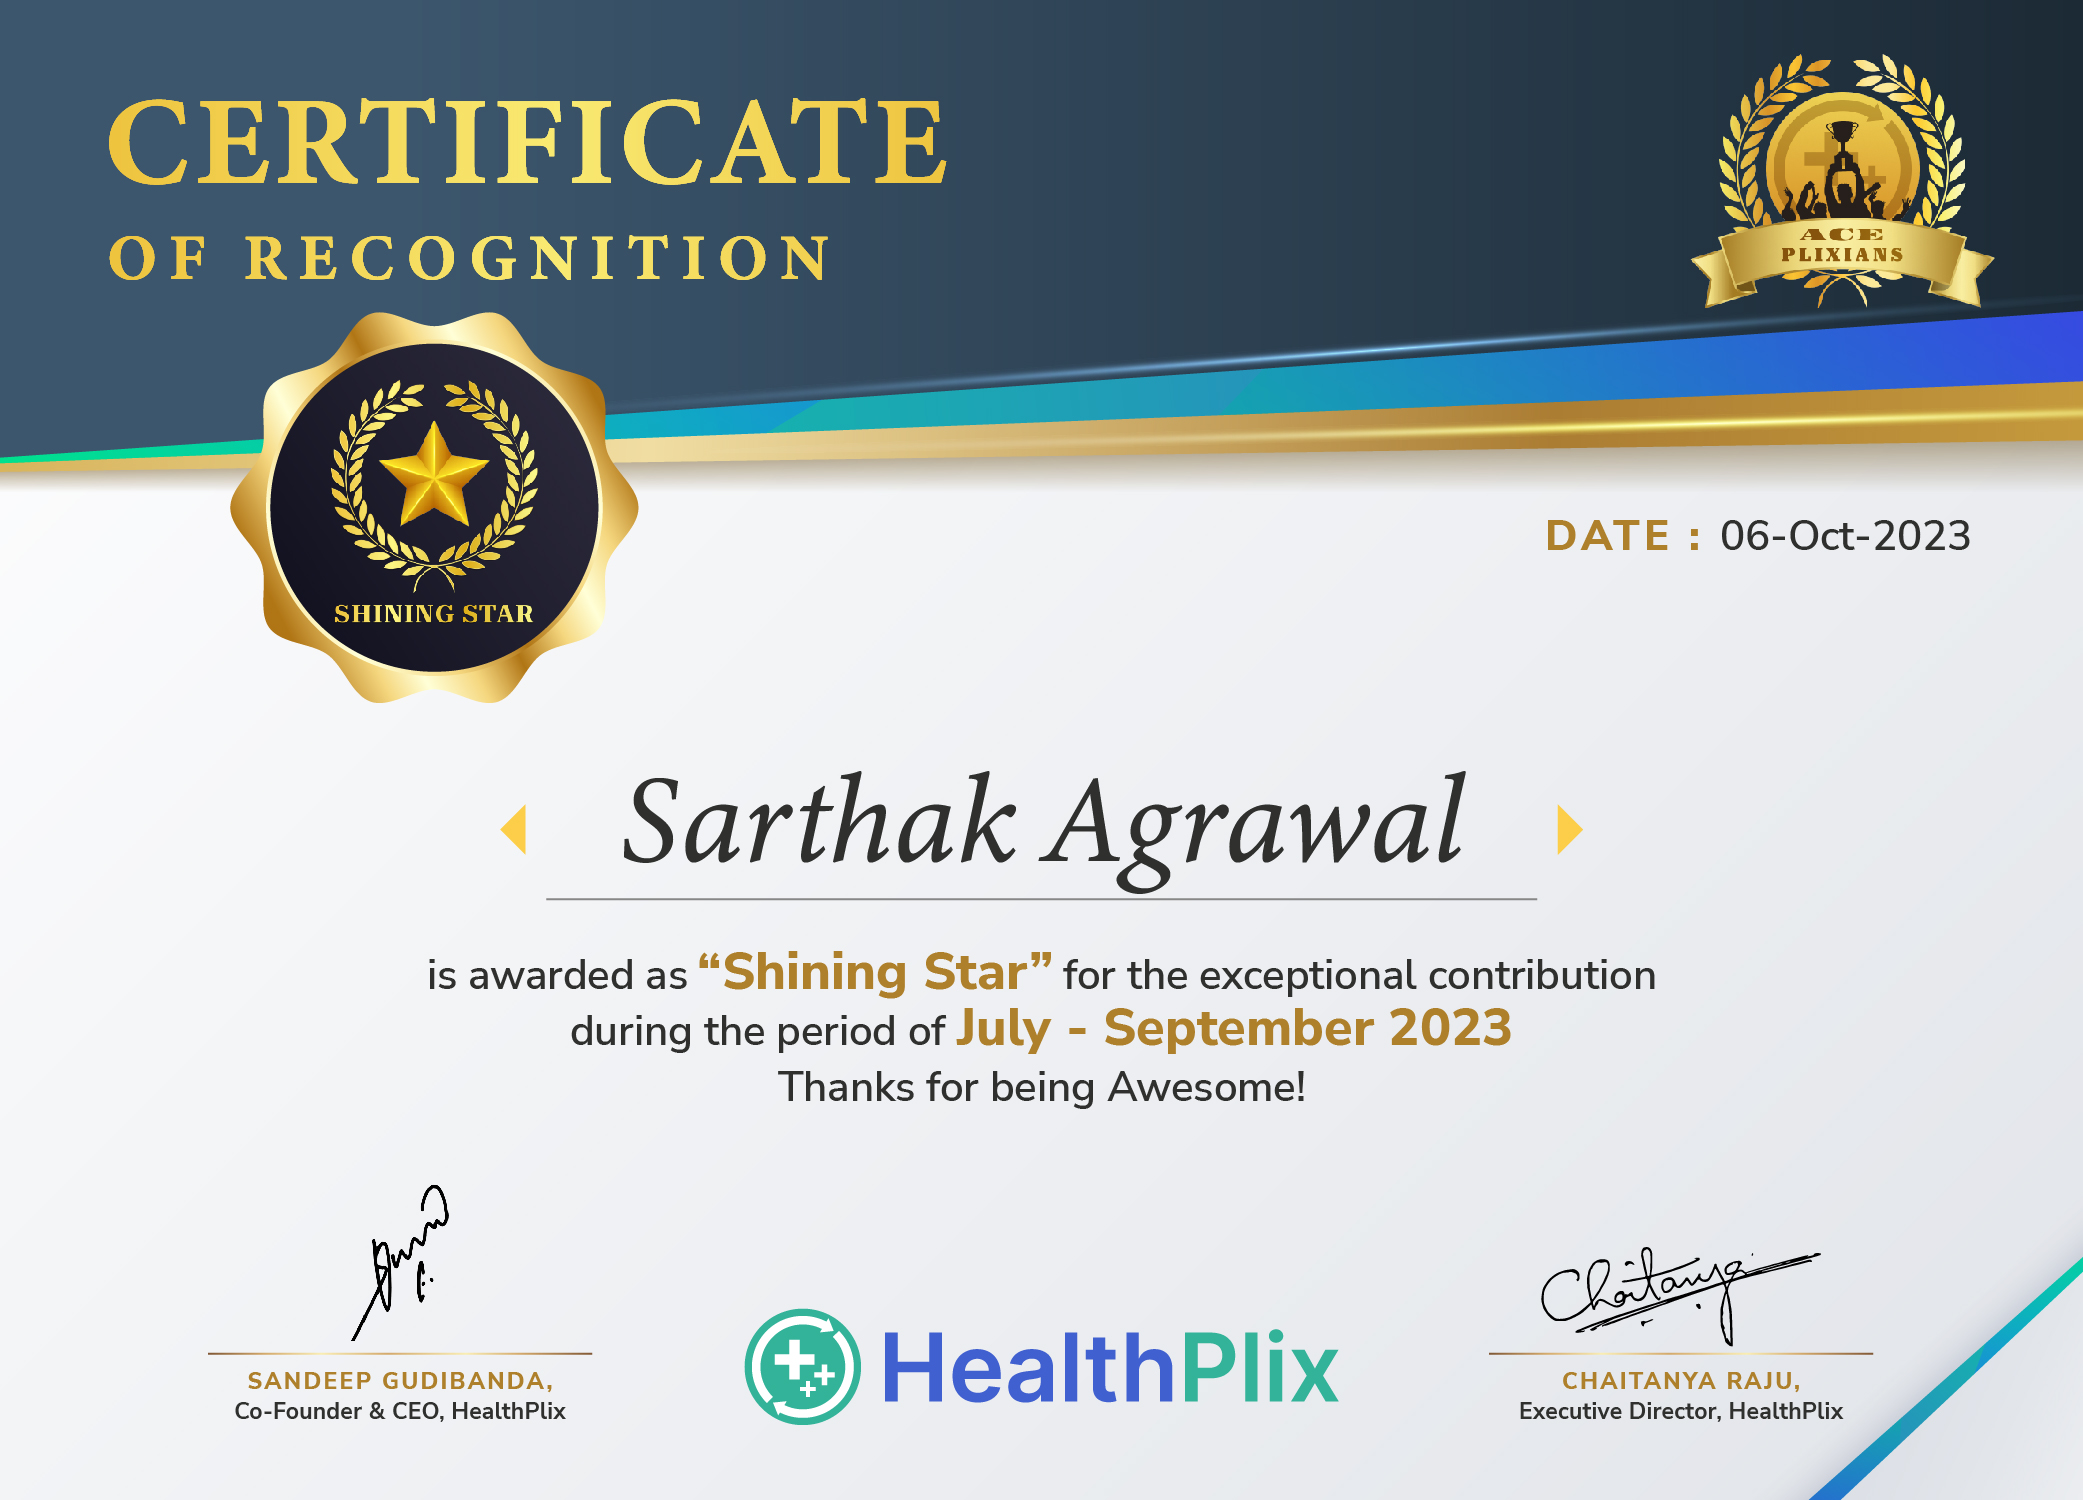 CERTIFICATE
OF RECOGNITION
ACE
PLIXIANS
SHINING STAR
DATE : 06-Oct-2023
Sarthak Agrawal
is awarded as “Shining Star” for the exceptional contribution
during the period of July - September 2023
Thanks for being Awesome!
Chaitanya
SANDEEP GUDIBANDA,
Co-Founder & CEO, HealthPlix
HealthPlix
CHAITANYA RAJU,
Executive Director, HealthPlix